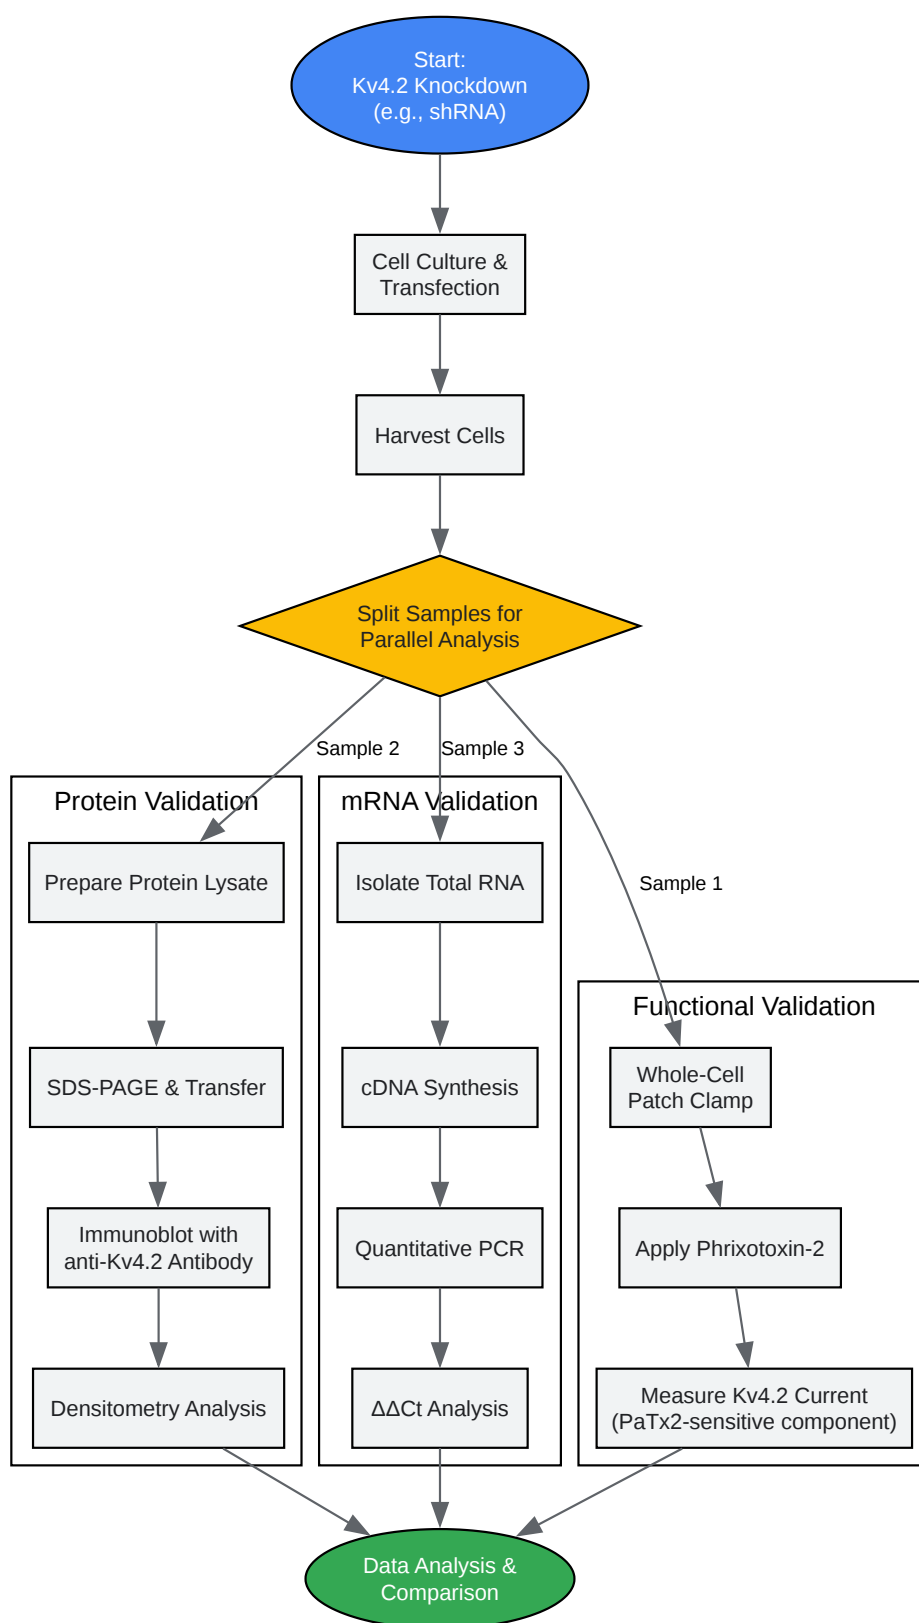 Start:
Kv4.2 Knockdown
(e.g., shRNA)
Cell Culture &
Transfection
Harvest Cells
Split Samples for
Parallel Analysis
Sample 2
Sample 3
Sample 1
Protein Validation
Prepare Protein Lysate
SDS-PAGE & Transfer
Immunoblot with
anti-Kv4.2 Antibody
Densitometry Analysis
mRNA Validation
Isolate Total RNA
cDNA Synthesis
Quantitative PCR
ΔΔCt Analysis
Functional Validation
Whole-Cell
Patch Clamp
Apply Phrixotoxin-2
Measure Kv4.2 Current
(PaTx2-sensitive component)
Data Analysis &
Comparison